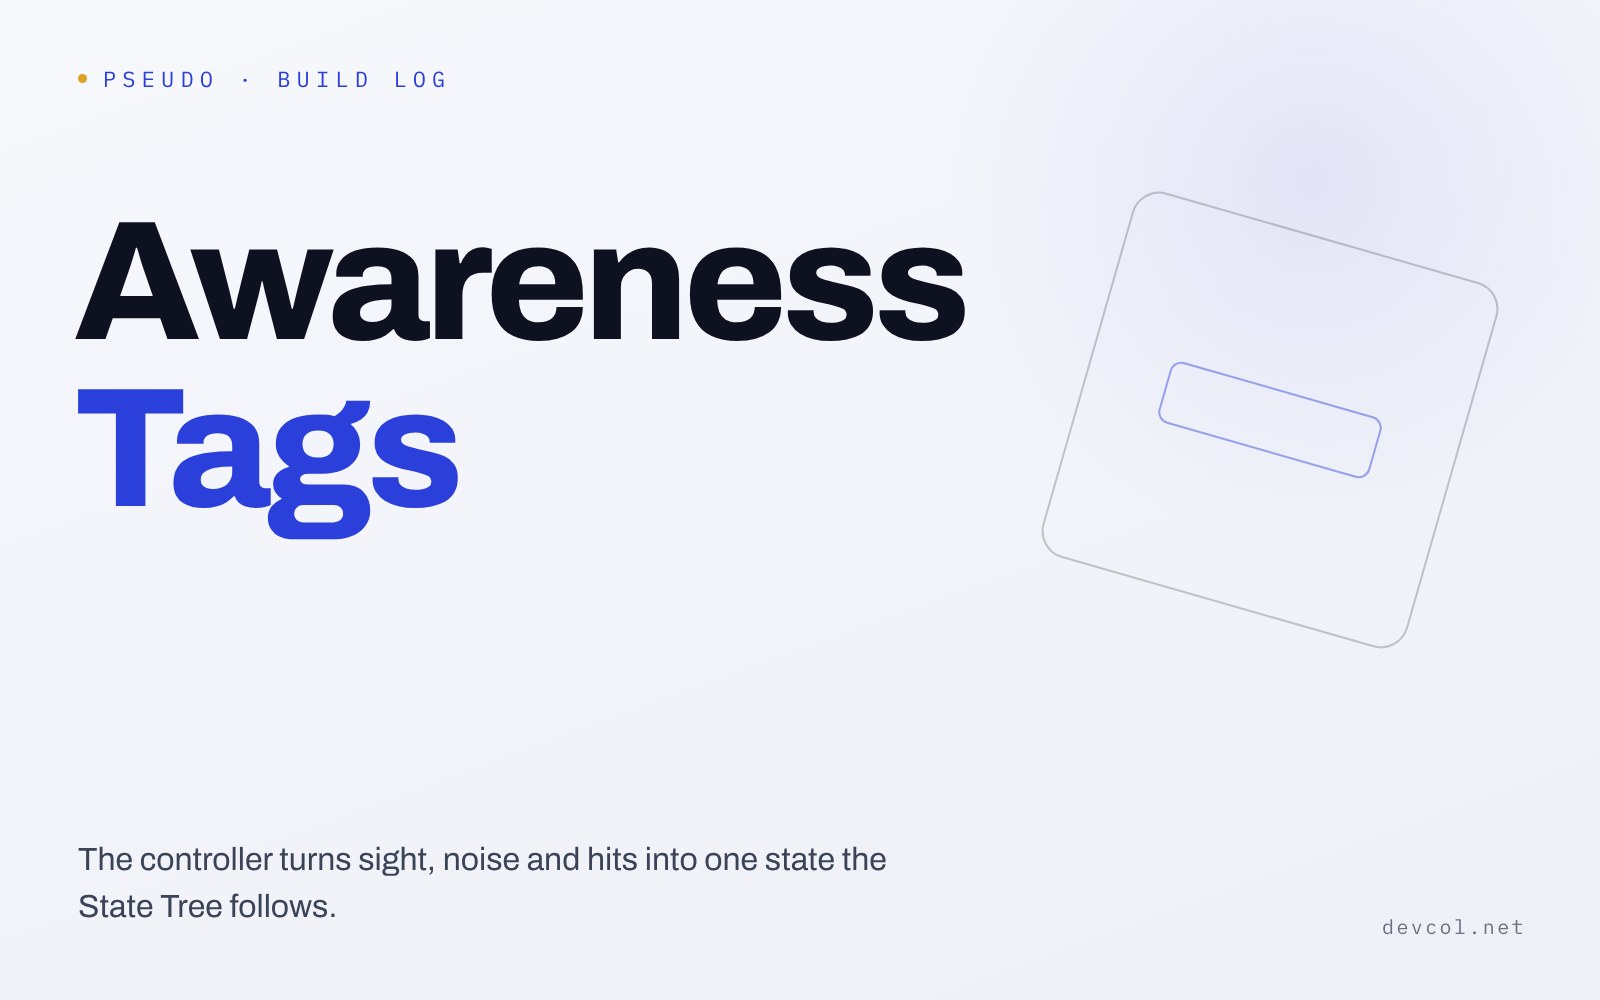 PSEUDO · BUILD LOG
Awareness
Tags
The controller turns sight, noise and hits into one state the
State Tree follows.
devcol.net